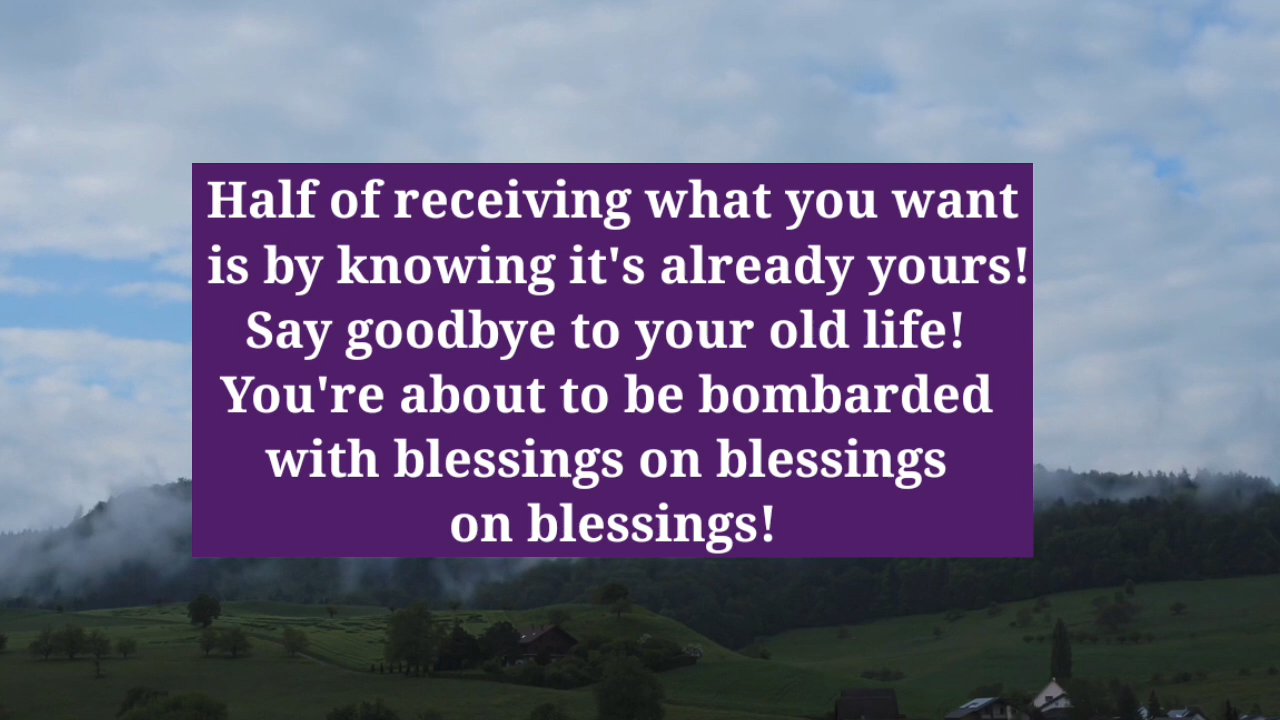 Half of receiving what you want
is by knowing it's already yours!
Say goodbye to your old life!
You're about to be bombarded
with blessings on blessings
on blessings!